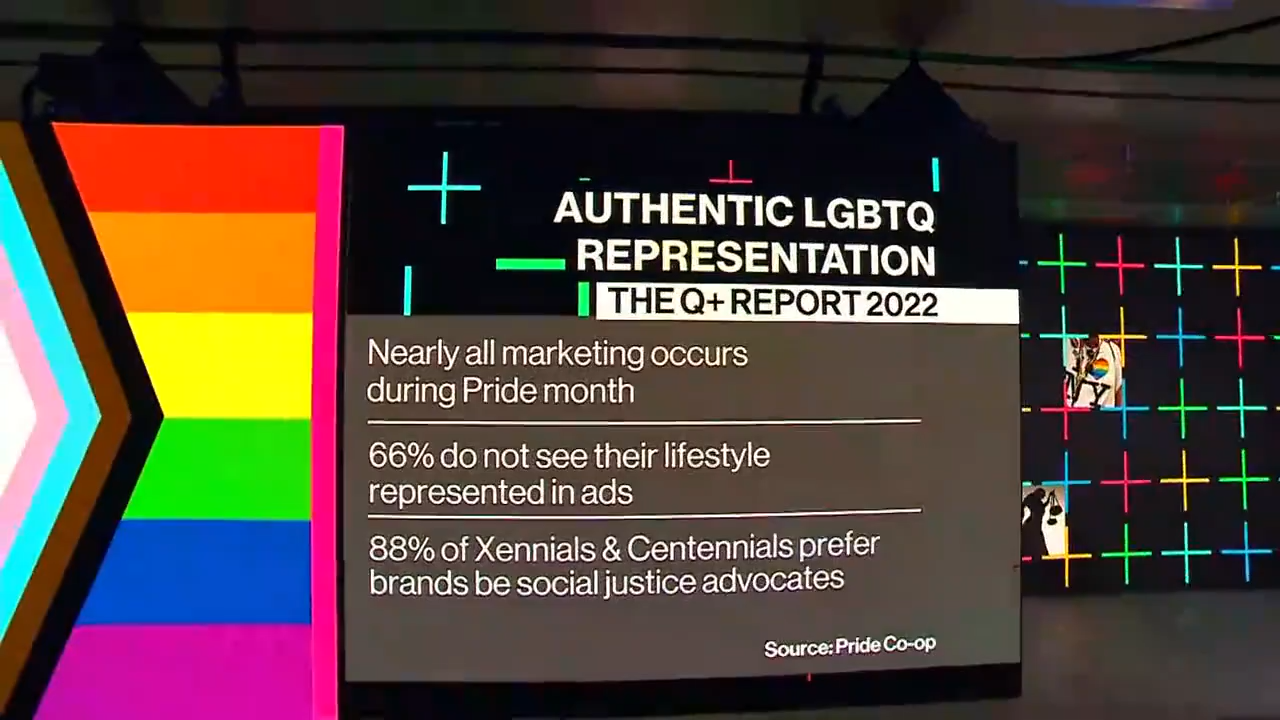 AUTHENTIC LGBTQ
REPRESENTATION
THE Q+ REPORT 2022
Nearly all marketing occurs
during Pride month
66% do not see their lifestyle
represented in ads
88% of Xennials & Centennials prefer
brands be social justice advocates
Source: Pride Co-op
NY